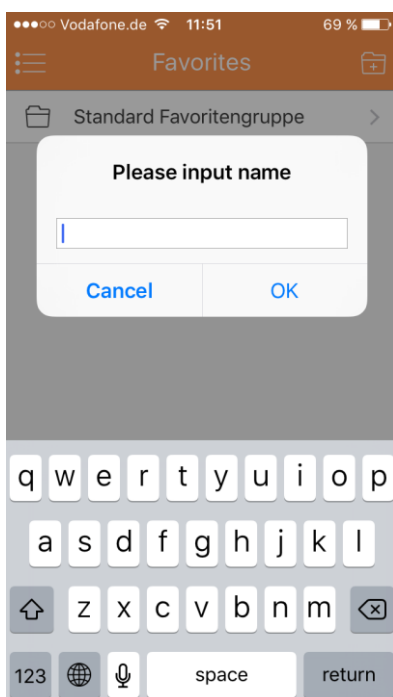 Vodafone.de 11:51 69 %
Favorites
Standard Favoritengruppe
Please input name
Cancel OK
q w e r t y u i o p
a s d f g h j k l
z x c v b n m
123 space return